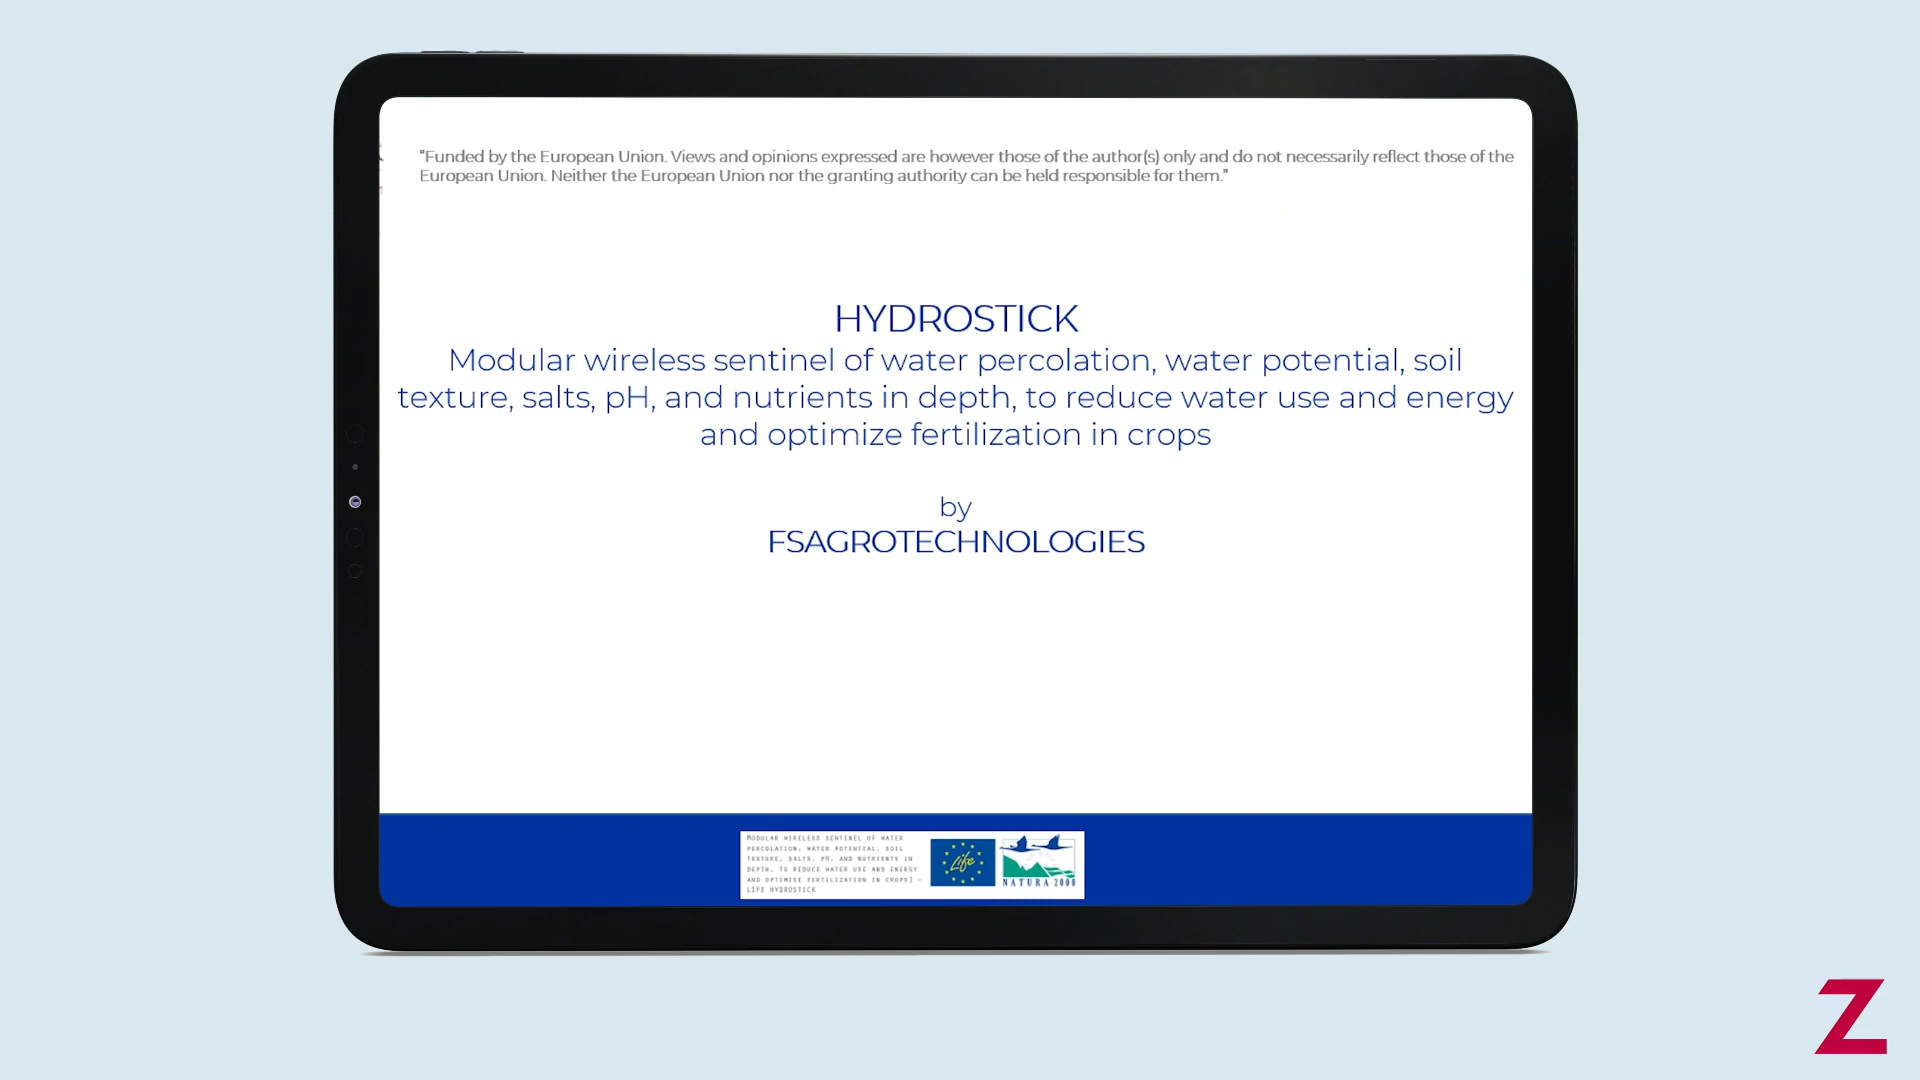 "Funded by the European Union. Views and opinions expressed are however those of the author(s) only and do not necessarily reflect those of the
European Union. Neither the European Union nor the granting authority can be held responsible for them."
HYDROSTICK
Modular wireless sentinel of water percolation, water potential, soil
texture, salts, pH, and nutrients in depth, to reduce water use and energy
and optimize fertilization in crops
by
FSAGROTECHNOLOGIES
MODULAR WIRELESS SENTINEL OF WATER
PERCOLATION, WATER POTENTIAL, SOIL
TEXTURE, SALTS, PH, AND NUTRIENTS IN
DEPTH, TO REDUCE WATER USE AND ENERGY
AND OPTIMISE FERTILIZATION IN CROPS] –
LIFE HYDROSTICK
Life
NATURA 2000
Z